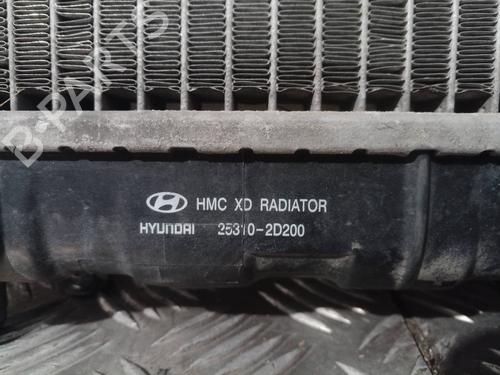 B-PARTS
HMC XD RADIATOR
HYUNDAI 25310-2D200